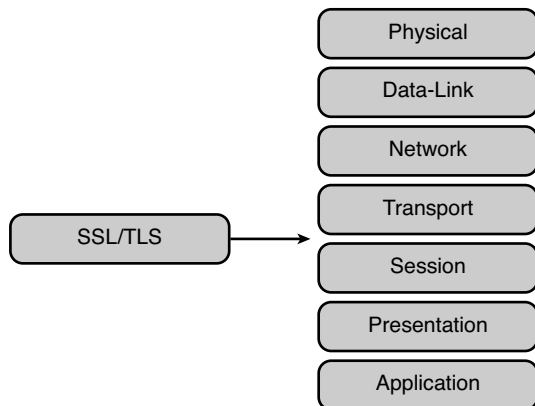 Physical
Data-Link
Network
Transport
SSL/TLS
Session
Presentation
Application